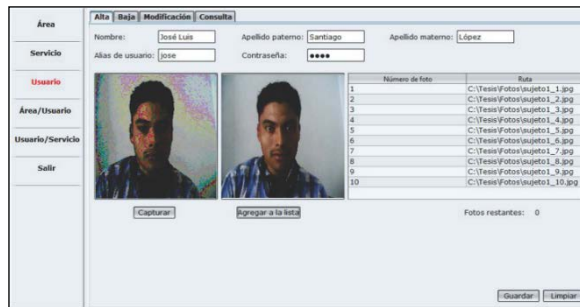 Alta Baja Modificación Consulta
Área
Servicio
Usuario
Área/Usuario
Usuario/Servicio
Salir
Nombre: José Luis Apellido paterno: Santiago Apellido materno: López
Alias de usuario: jose Contraseña: ●●●●
Número de foto Ruta
1 C:\Tesis\Fotos\sujeto1_1.jpg
2 C:\Tesis\Fotos\sujeto1_2.jpg
3 C:\Tesis\Fotos\sujeto1_3.jpg
4 C:\Tesis\Fotos\sujeto1_4.jpg
5 C:\Tesis\Fotos\sujeto1_5.jpg
6 C:\Tesis\Fotos\sujeto1_6.jpg
7 C:\Tesis\Fotos\sujeto1_7.jpg
8 C:\Tesis\Fotos\sujeto1_8.jpg
9 C:\Tesis\Fotos\sujeto1_9.jpg
10 C:\Tesis\Fotos\sujeto1_10.jpg
Capturar Agregar a la lista Fotos restantes: 0
Guardar Limpiar